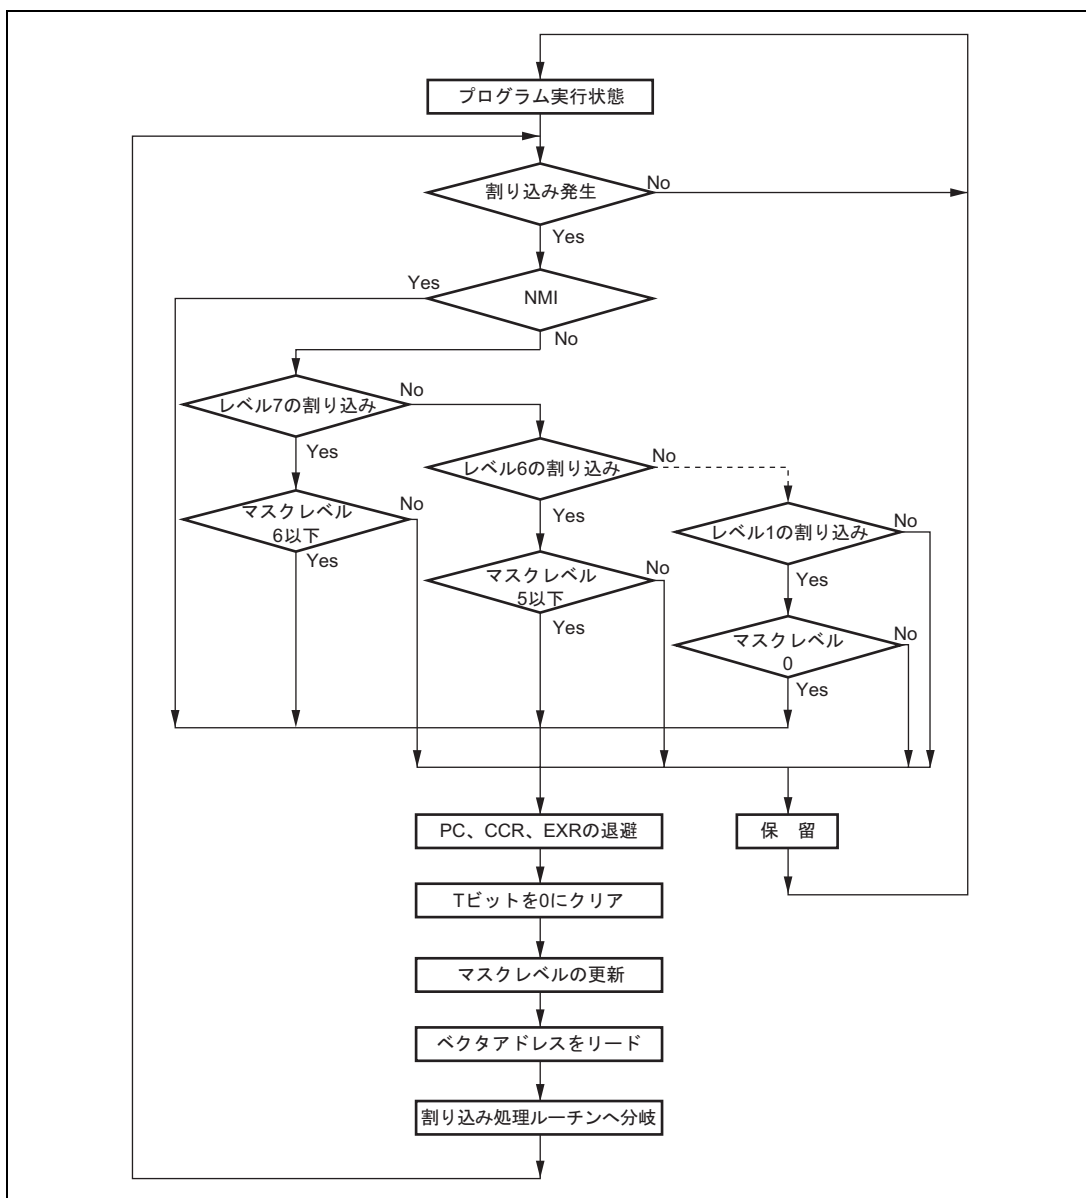 プログラム実行状態
割り込み発生
No
Yes
Yes
NMI
No
レベル7の割り込み
No
Yes
レベル6の割り込み
No
Yes
マスクレベル
6以下
No
Yes
レベル1の割り込み
No
Yes
マスクレベル
5以下
No
Yes
マスクレベル
0
No
Yes
PC、CCR、EXRの退避
保　留
Tビットを0にクリア
マスクレベルの更新
ベクタアドレスをリード
割り込み処理ルーチンへ分岐